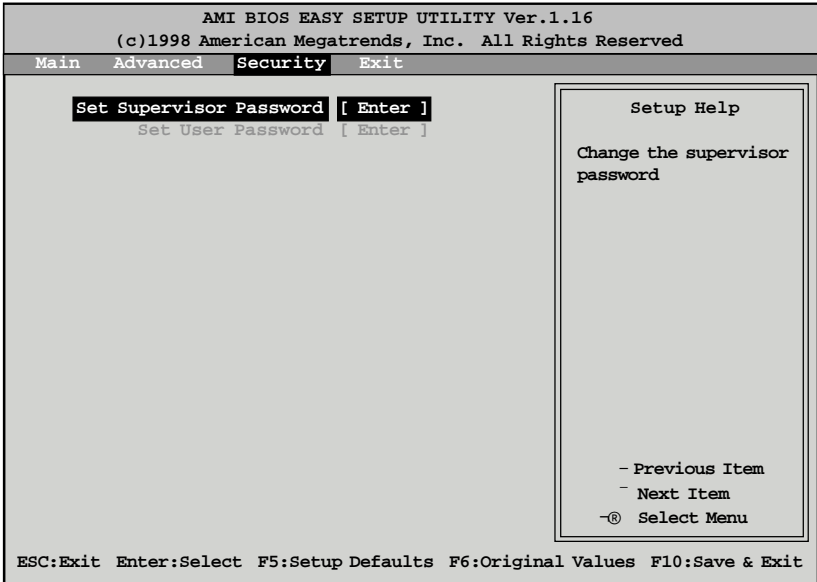 AMI BIOS EASY SETUP UTILITY Ver.1.16
(c)1998 American Megatrends, Inc. All Rights Reserved
Main Advanced Security Exit
Set Supervisor Password [ Enter ]
Set User Password [ Enter ]
Setup Help
Change the supervisor
password
– Previous Item
¯ Next Item
¬® Select Menu
ESC:Exit Enter:Select F5:Setup Defaults F6:Original Values F10:Save & Exit